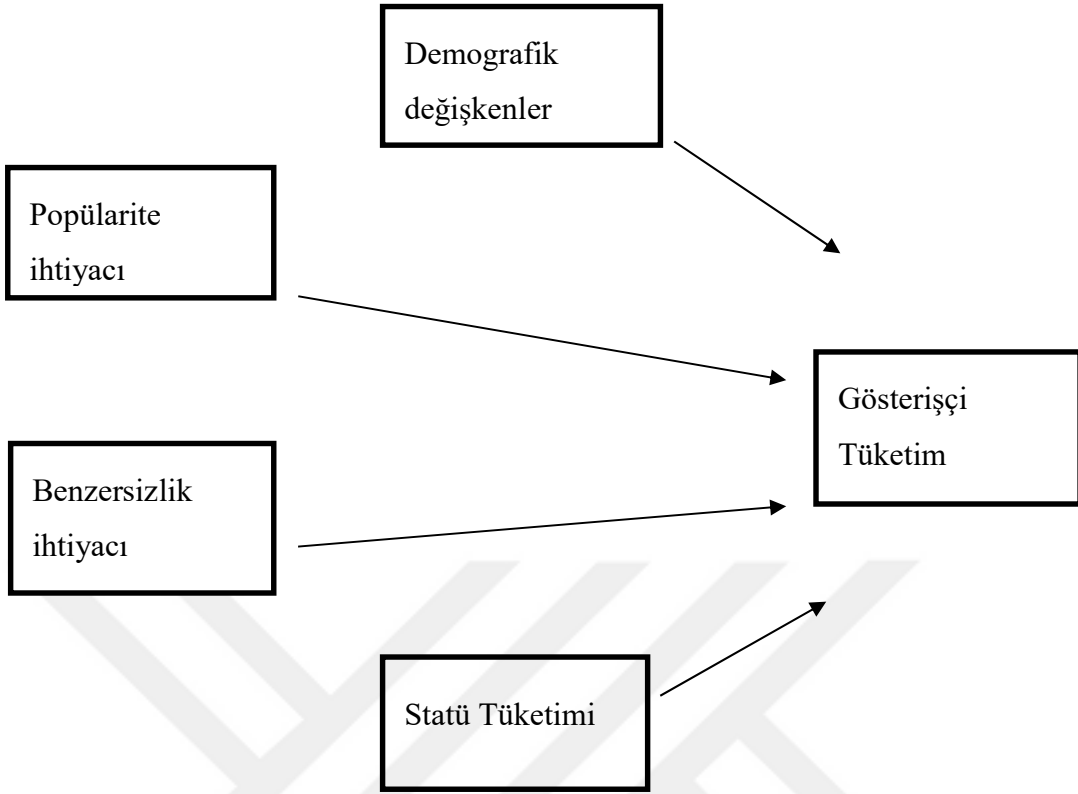 Demografik
değişkenler
Popülarite
ihtiyacı
Gösterişçi
Tüketim
Benzersizlik
ihtiyacı
Statü Tüketimi